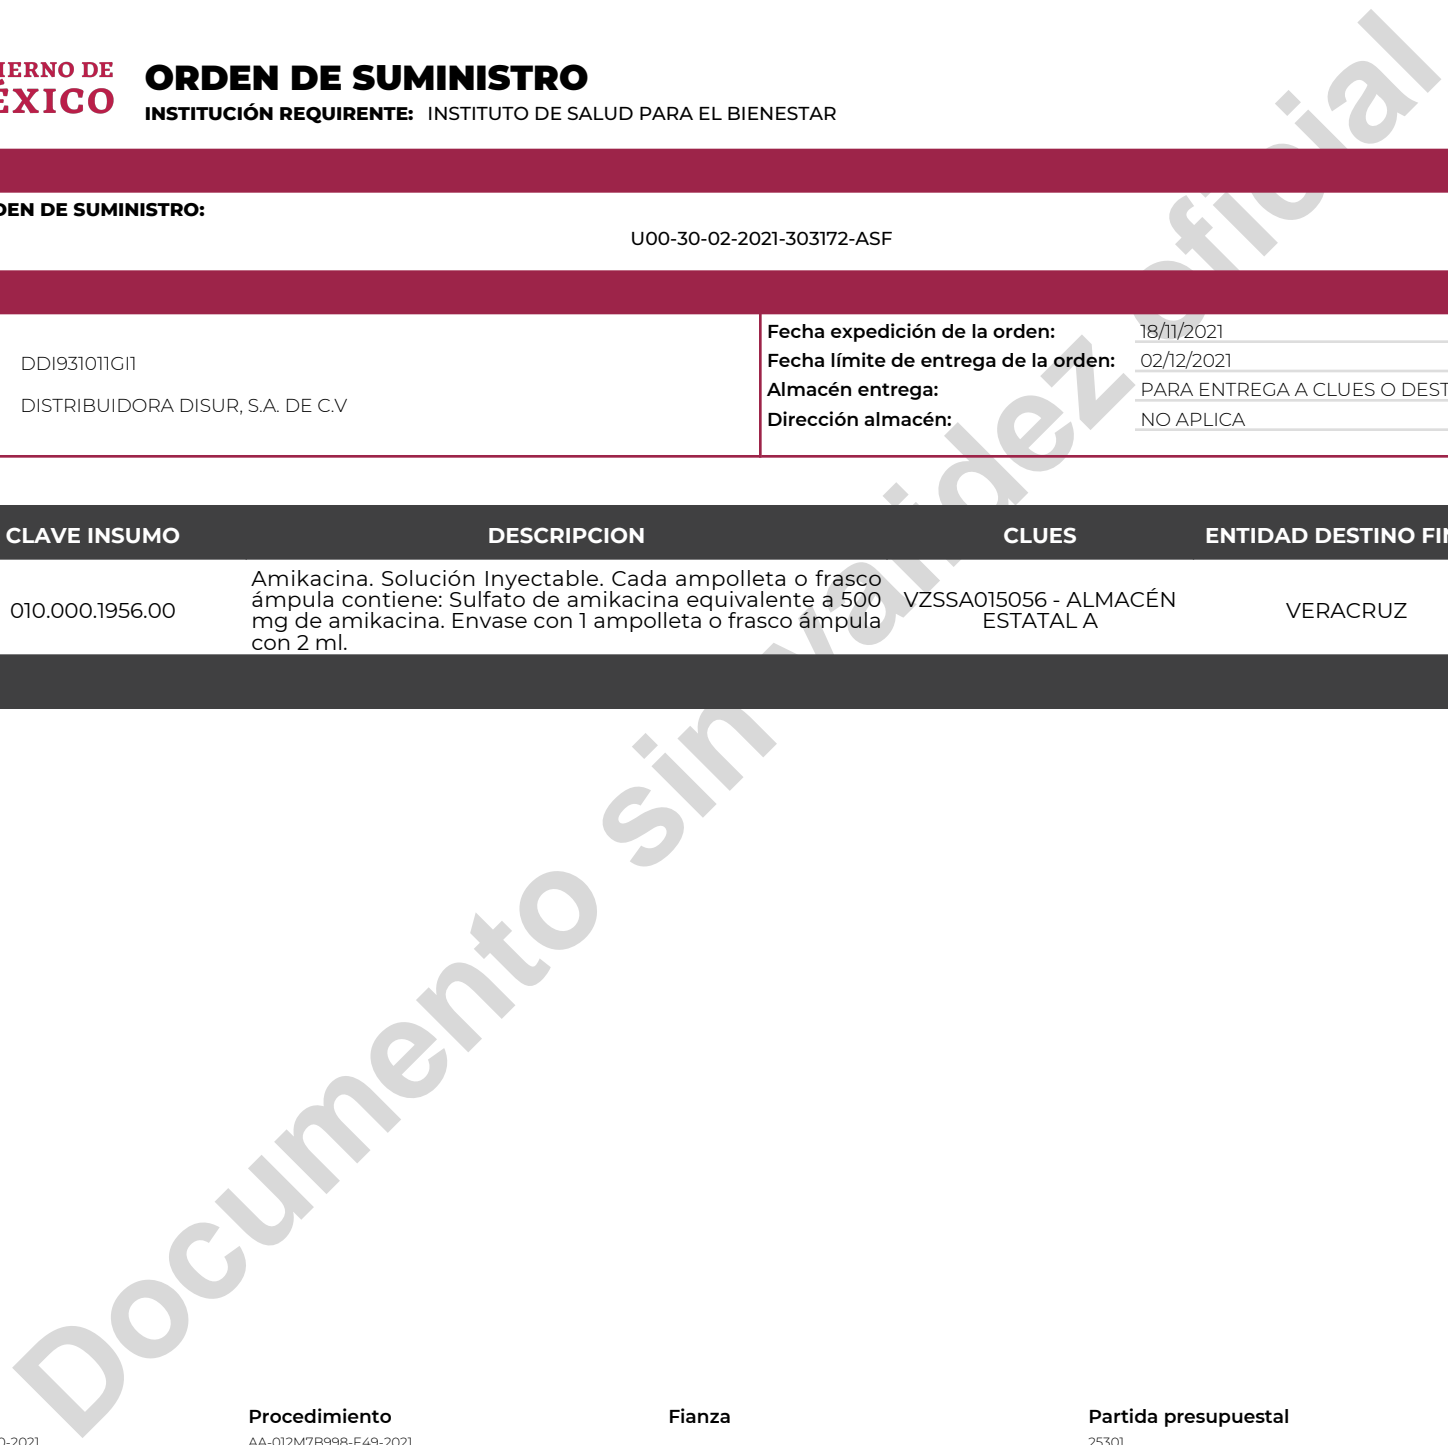 ORDEN DE SUMINISTRO
IERNO DE
ÉXICO
INSTITUCIÓN REQUIRENTE: INSTITUTO DE SALUD PARA EL BIENESTAR
DEN DE SUMINISTRO:
U00-30-02-2021-303172-ASF
DDI931011GI1
DISTRIBUIDORA DISUR, S.A. DE C.V
Fecha expedición de la orden: 18/11/2021
Fecha límite de entrega de la orden: 02/12/2021
Almacén entrega: PARA ENTREGA A CLUES O DEST
Dirección almacén: NO APLICA
CLAVE INSUMO DESCRIPCION CLUES ENTIDAD DESTINO FIN
010.000.1956.00
Amikacina. Solución Inyectable. Cada ampolleta o frasco
ámpula contiene: Sulfato de amikacina equivalente a 500
mg de amikacina. Envase con 1 ampolleta o frasco ámpula
con 2 ml.
VZSSA015056 - ALMACÉN
ESTATAL A
VERACRUZ
Documento sin validez oficial
Procedimiento Fianza Partida presupuestal
0-2021 AA-012M7B998-E49-2021 25301